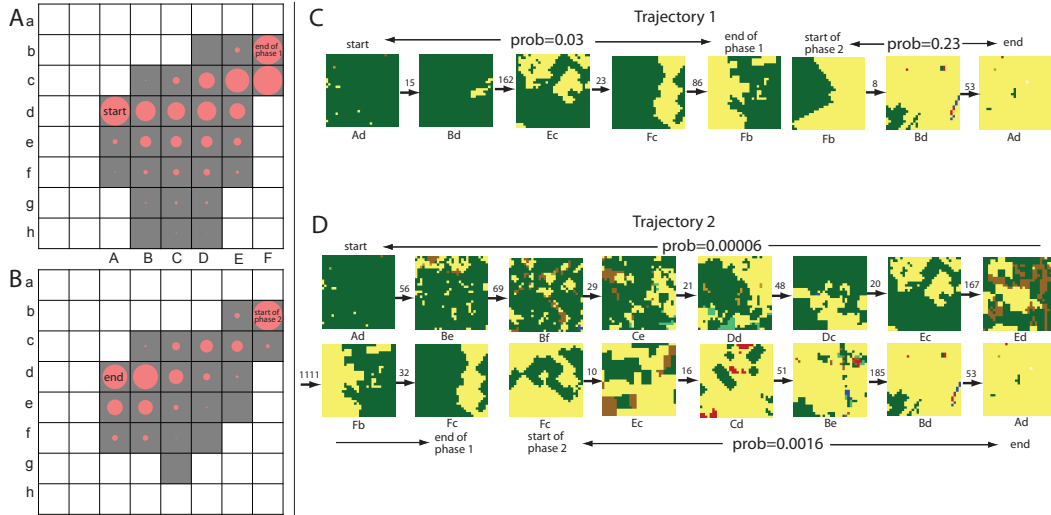 A
a
b
end of
phase 1
c
d
start
e
f
g
h
A B C D E F
B
a
b
start of
phase 2
c
d
end
e
f
g
h
C
Trajectory 1
start
prob=0.03
end of
phase 1
start of
phase 2
prob=0.23
end
15
162
23
86
8
53
Ad
Bd
Ec
Fc
Fb
Fb
Bd
Ad
D
Trajectory 2
start
prob=0.00006
56
69
29
21
48
20
167
Ad
Be
Bf
Ce
Dd
Dc
Ec
Ed
1111
32
10
16
51
185
53
Fb
Fc
Fc
Ec
Cd
Be
Bd
Ad
end of
phase 1
start of
phase 2
prob=0.0016
end